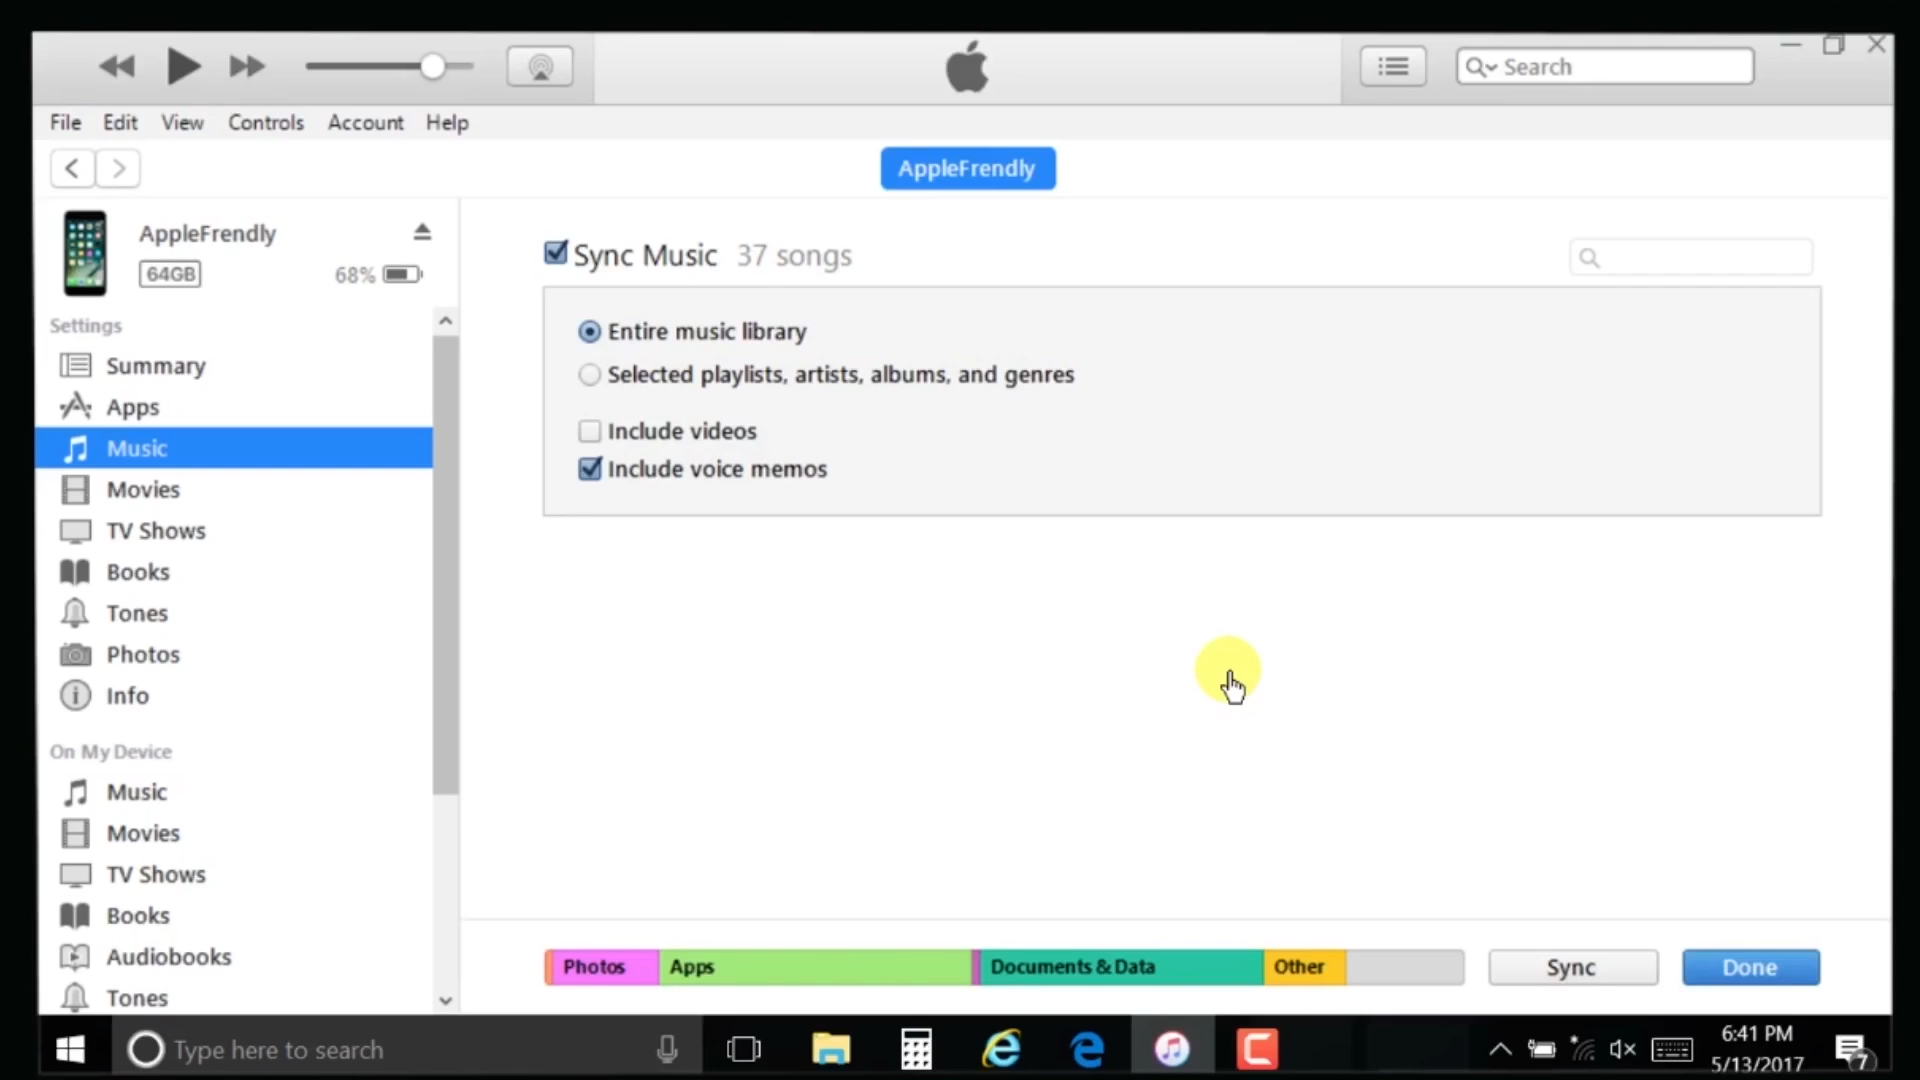 Search
File Edit View Controls Account Help
AppleFrendly
AppleFrendly
64GB 68%
Settings
Summary
Apps
Music
Movies
TV Shows
Books
Tones
Photos
Info
On My Device
Music
Movies
TV Shows
Books
Audiobooks
Tones
Sync Music 37 songs
Entire music library
Selected playlists, artists, albums, and genres
Include videos
Include voice memos
Photos Apps Documents & Data Other Sync Done
Type here to search
6:41 PM
5/13/2017
7